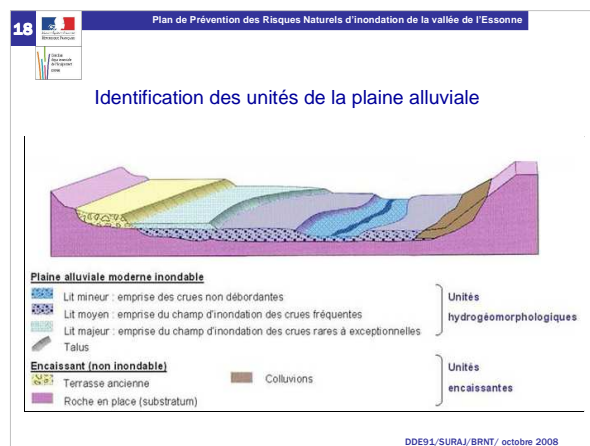 Plan de Prévention des Risques Naturels d'inondation de la vallée de l'Essonne
18
Identification des unités de la plaine alluviale
Plaine alluviale moderne inondable
Lit mineur : emprise des crues non débordantes
Lit moyen : emprise du champ d'inondation des crues fréquentes
Lit majeur : emprise du champ d'inondation des crues rares à exceptionnelles
Talus
Unités
hydrogéomorphologiques
Encaissant (non inondable)
Terrasse ancienne
Colluvions
Roche en place (substratum)
Unités
encaissantes
DDE91/SURAJ/BRNT/ octobre 2008